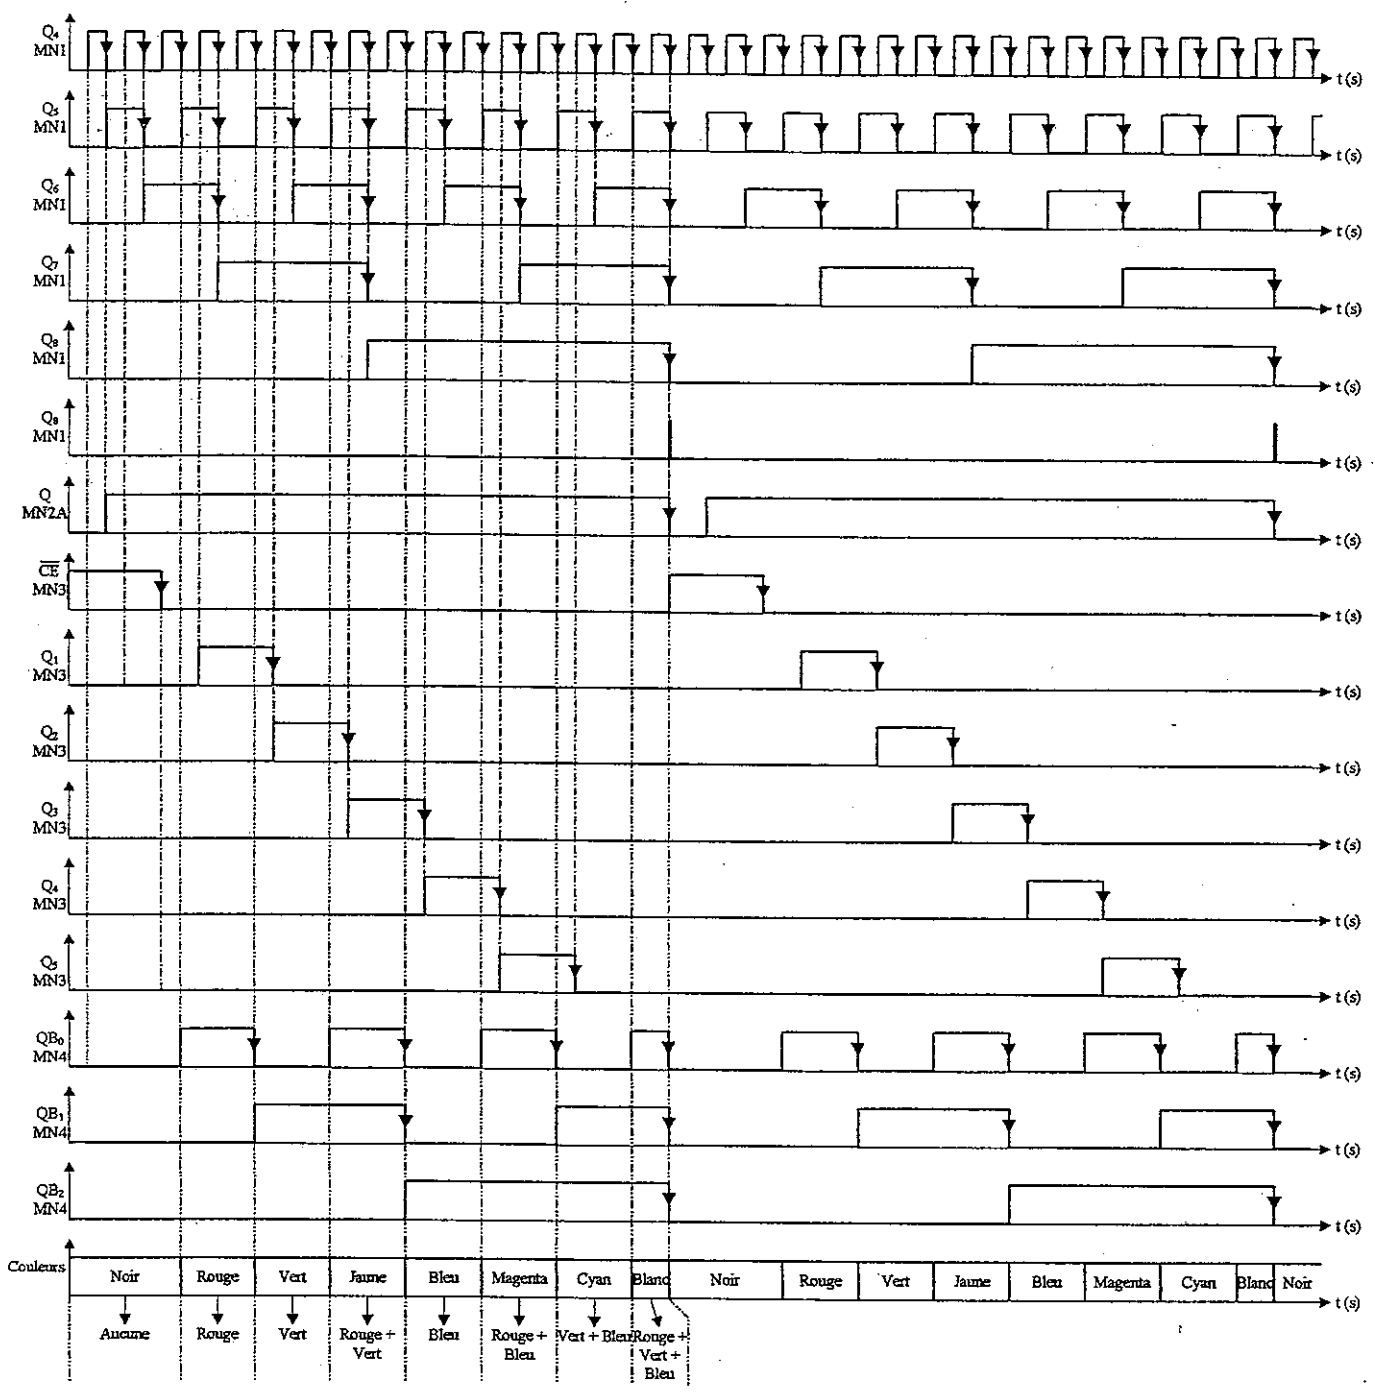 Q₄
MN1
t (s)
Q₅
MN1
t (s)
Q₆
MN1
t (s)
Q₇
MN1
t (s)
Q₈
MN1
t (s)
Q₈
MN1
t (s)
Q
MN2A
t (s)
C̅E̅
MN3
t (s)
Q₁
MN3
t (s)
Q₂
MN3
t (s)
Q₃
MN3
t (s)
Q₄
MN3
t (s)
Q₅
MN3
t (s)
QB₀
MN4
t (s)
QB₁
MN4
t (s)
QB₂
MN4
t (s)
Couleurs
Noir Rouge Vert Jaune Bleu Magenta Cyan Blanc Noir Rouge Vert Jaune Bleu Magenta Cyan Blanc Noir
t (s)
Aucune Rouge Vert Rouge + Bleu Rouge + Vert + Bleu Rouge +
Vert Bleu Vert +
Bleu